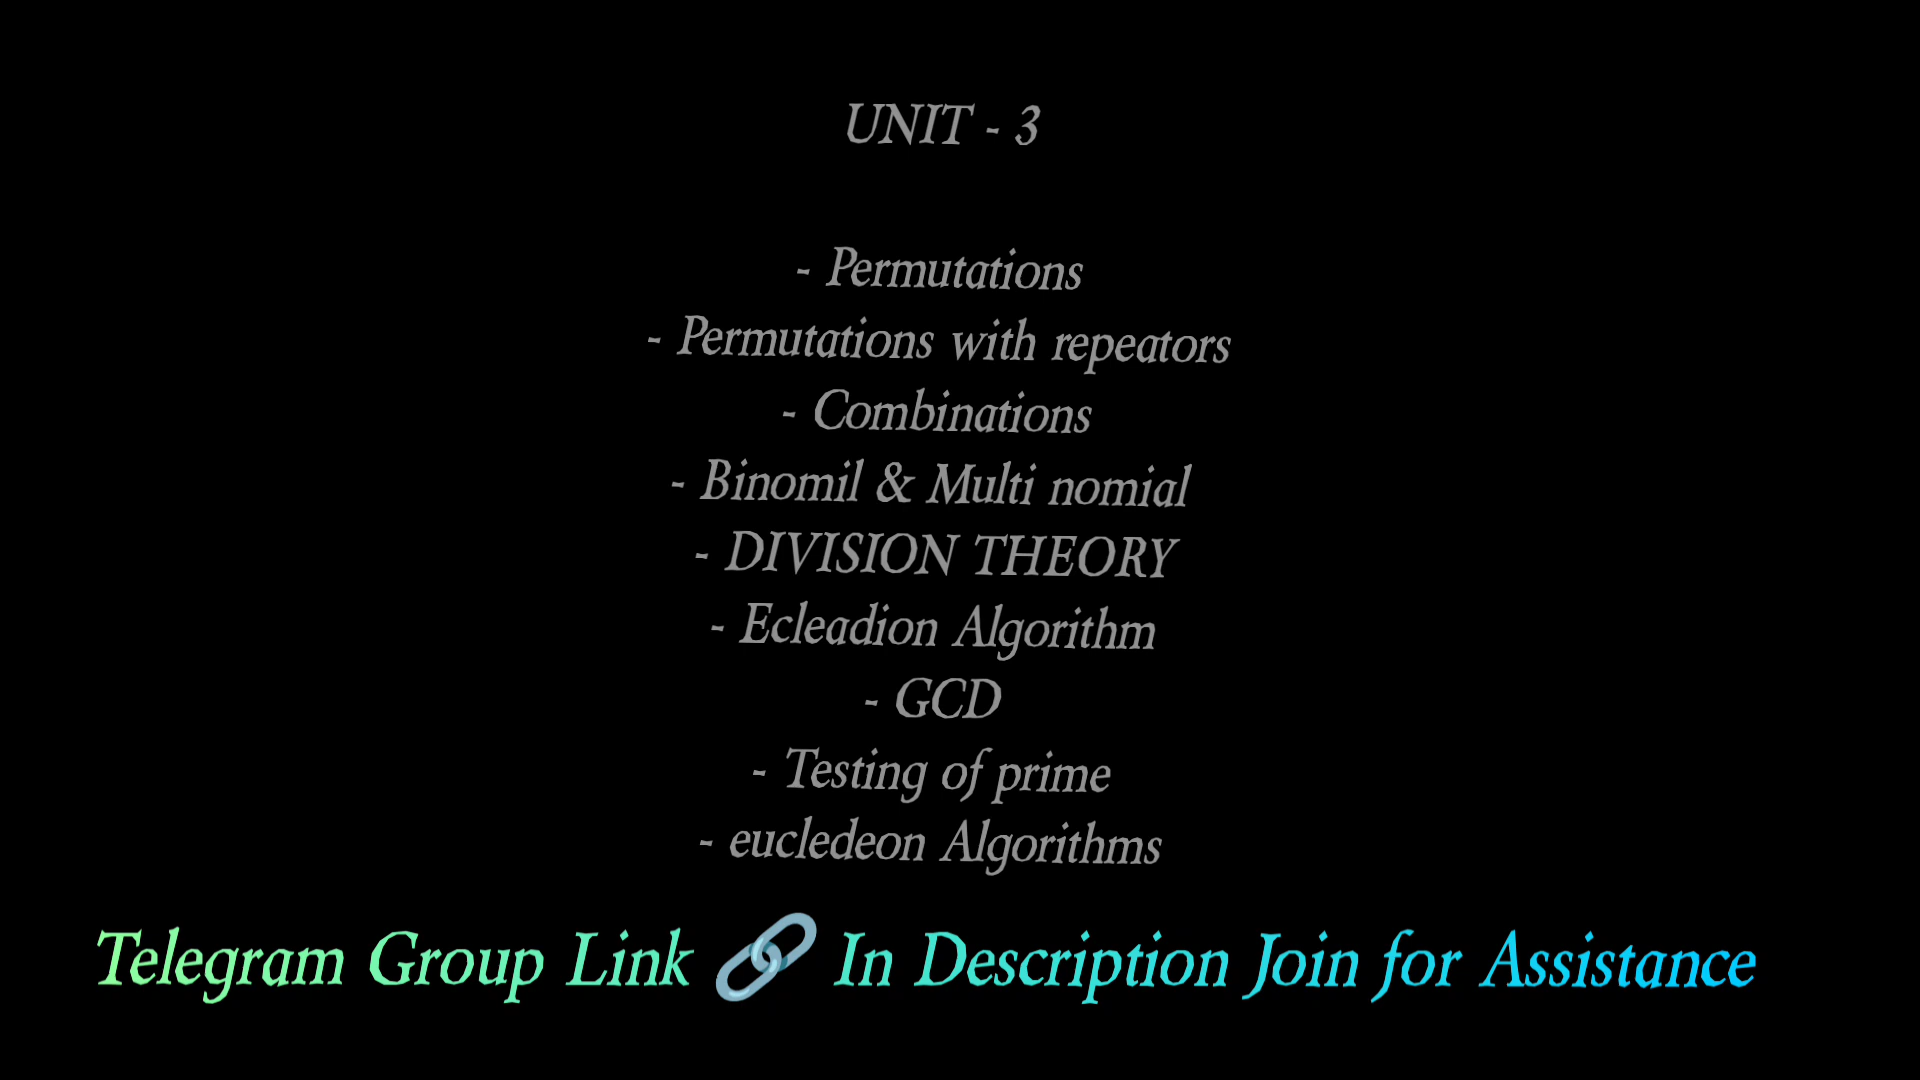 UNIT - 3
- Permutations
- Permutations with repeators
- Combinations
- Binomil & Multi nomial
- DIVISION THEORY
- Ecleadion Algorithm
- GCD
- Testing of prime
- eucledeon Algorithms
Telegram Group Link 🔗 In Description Join for Assistance